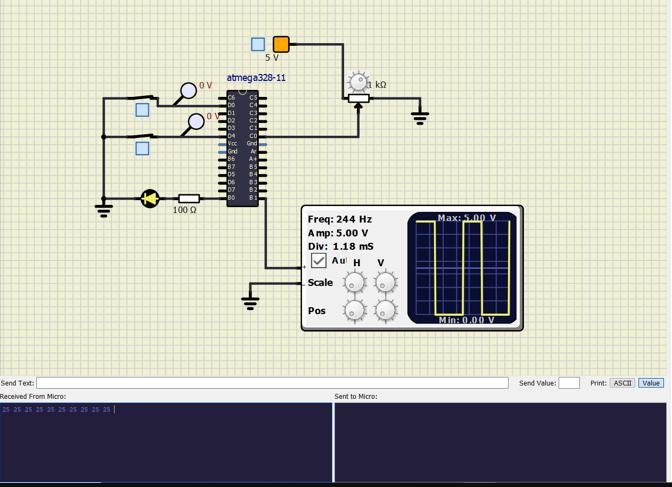 5 V
atmega328-11
0 V
1 kΩ
0 V
C6 C5
D0 C4
D1 C3
D2 C2
D3 C1
D4 C0
Vcc Gnd
Gnd Ar
B6 A+
B7 B5
D5 B4
D6 B3
D7 B2
B0 B1
100 Ω
Freq: 244 Hz
Amp: 5.00 V
Div: 1.18 mS
Au
H V
Scale
Pos
Max: 5.00 V
Min: 0.00 V
+
-
Send Text: Send Value: Print: ASCII Value
Received From Micro: Sent to Micro:
25 25 25 25 25 25 25 25 25 25